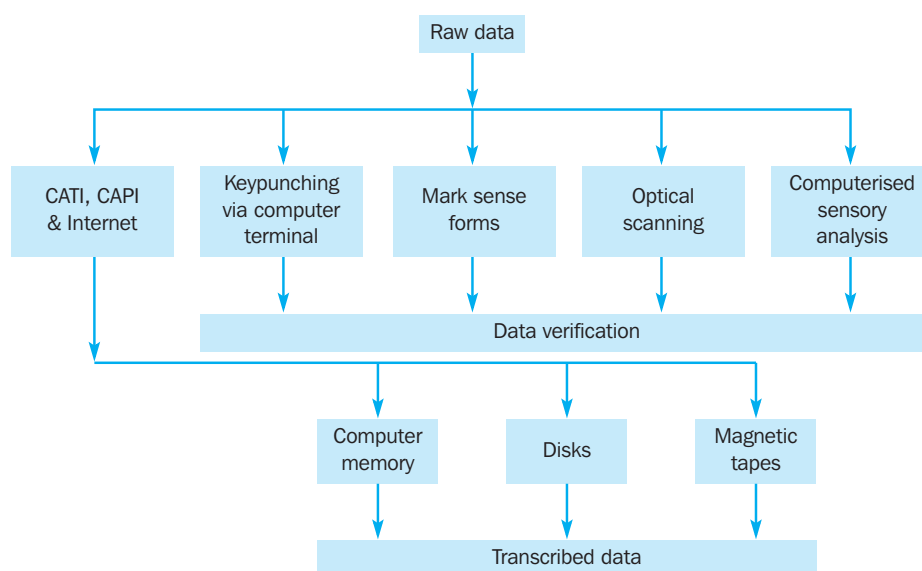 Raw data
CATI, CAPI
& Internet
Keypunching
via computer
terminal
Mark sense
forms
Optical
scanning
Computerised
sensory
analysis
Data verification
Computer
memory
Disks
Magnetic
tapes
Transcribed data